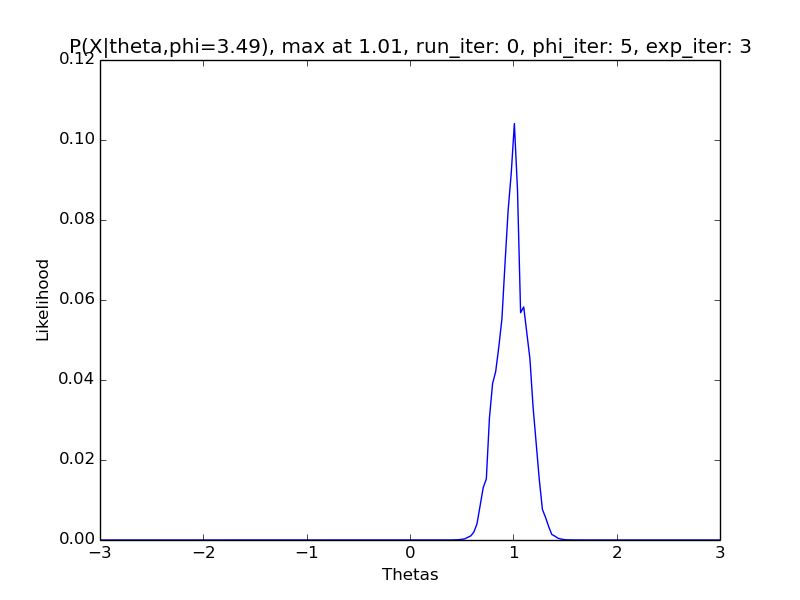 P(X|theta,phi=3.49), max at 1.01, run_iter: 0, phi_iter: 5, exp_iter: 3
0.12
0.10
0.08
0.06
0.04
0.02
0.00
Likelihood
−3 −2 −1 0 1 2 3
Thetas